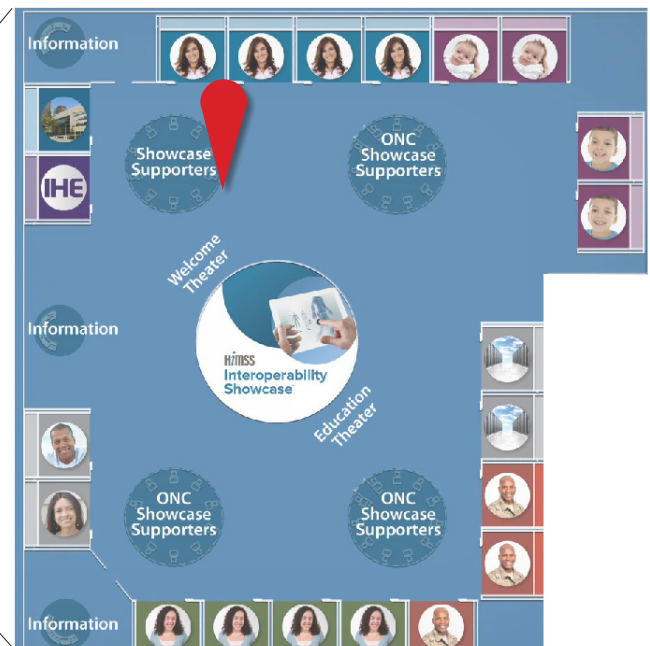 Information
Showcase
Supporters
ONC
Showcase
Supporters
IHE
Welcome
Theater
Information
HIMSS
Interoperability
Showcase
Education
Theater
ONC
Showcase
Supporters
ONC
Showcase
Supporters
Information